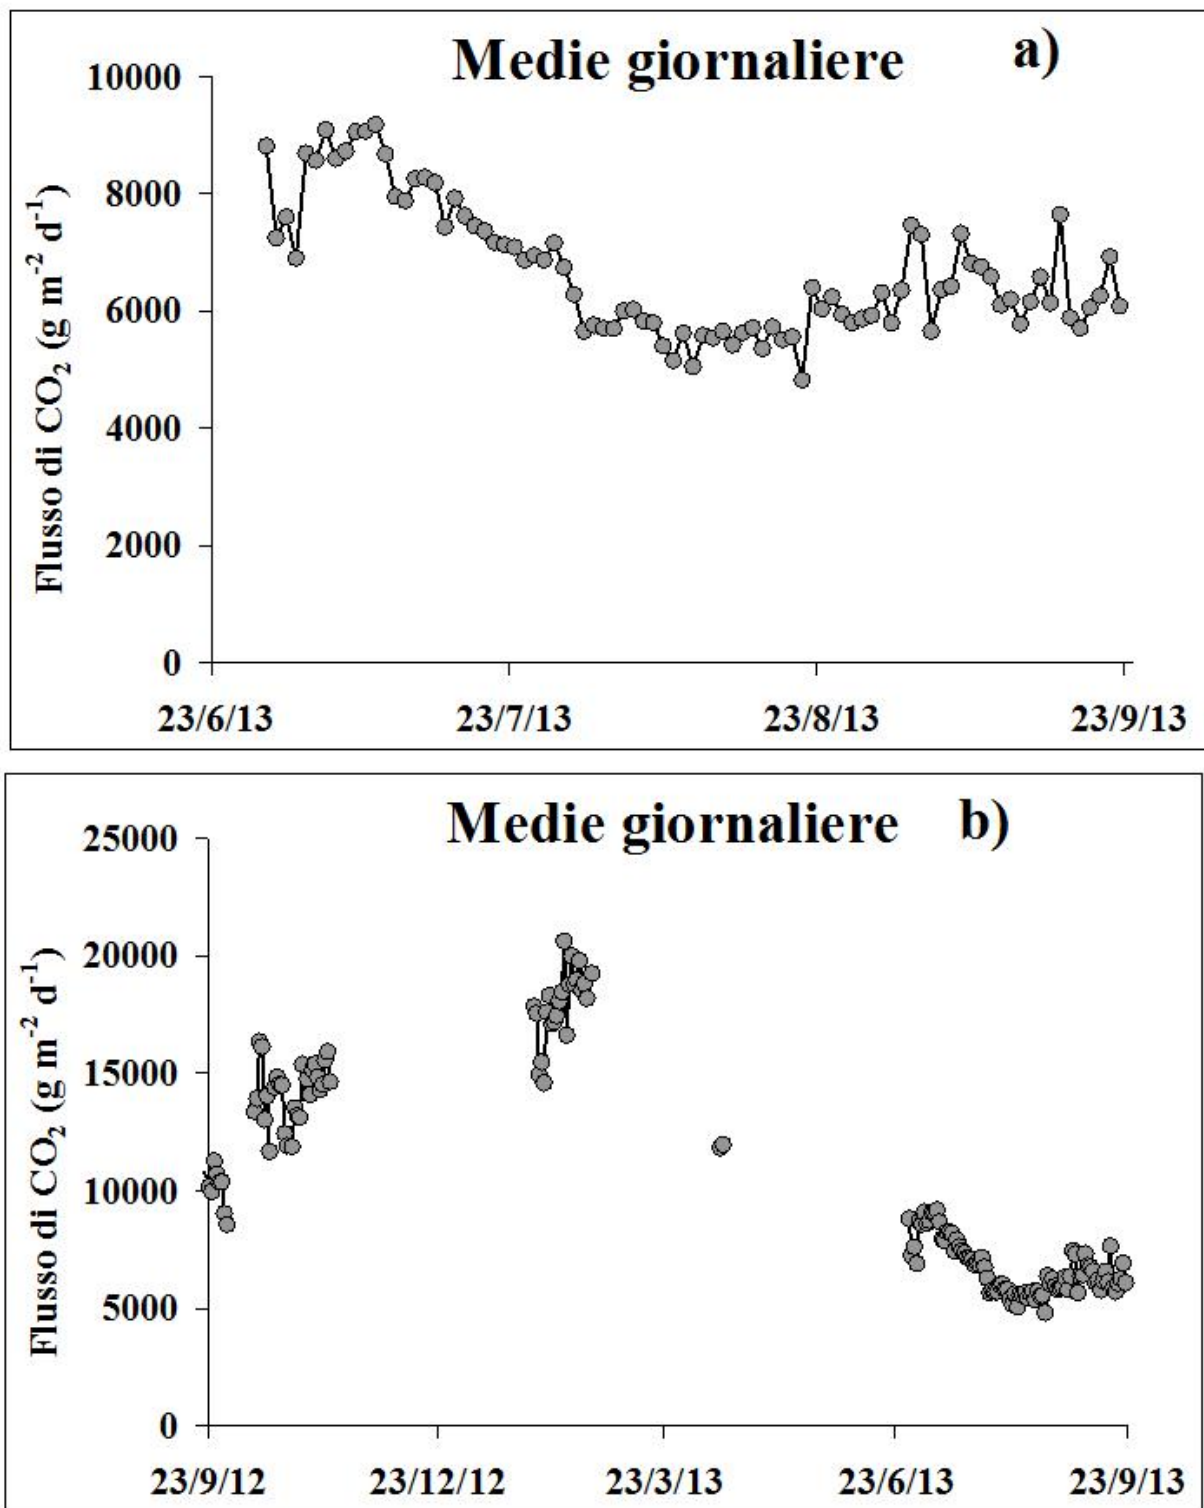 Medie giornaliere a)
10000
8000
6000
4000
2000
0
Flusso di CO₂ (g m⁻² d⁻¹)
23/6/13 23/7/13 23/8/13 23/9/13
Medie giornaliere b)
25000
20000
15000
10000
5000
0
Flusso di CO₂ (g m⁻² d⁻¹)
23/9/12 23/12/12 23/3/13 23/6/13 23/9/13